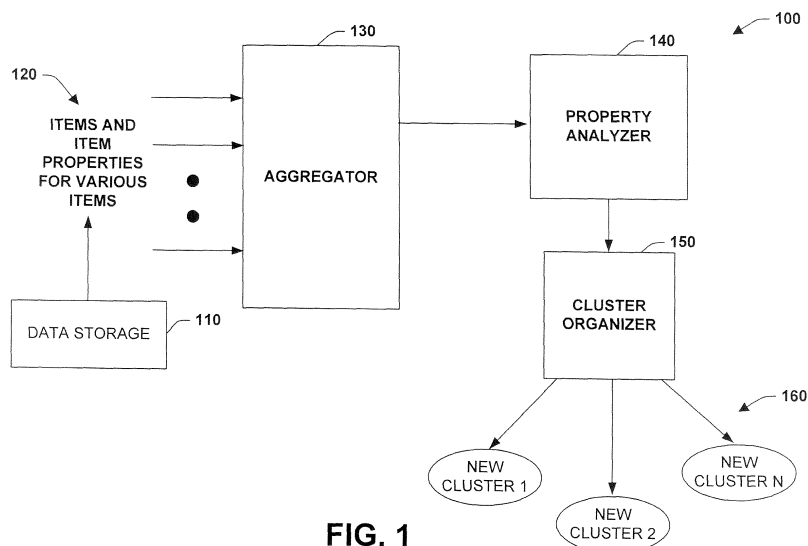 100
130
140
120
ITEMS AND
ITEM
PROPERTIES
FOR VARIOUS
ITEMS
AGGREGATOR
PROPERTY
ANALYZER
150
CLUSTER
ORGANIZER
DATA STORAGE
110
160
NEW
CLUSTER 1
NEW
CLUSTER 2
NEW
CLUSTER N
FIG. 1